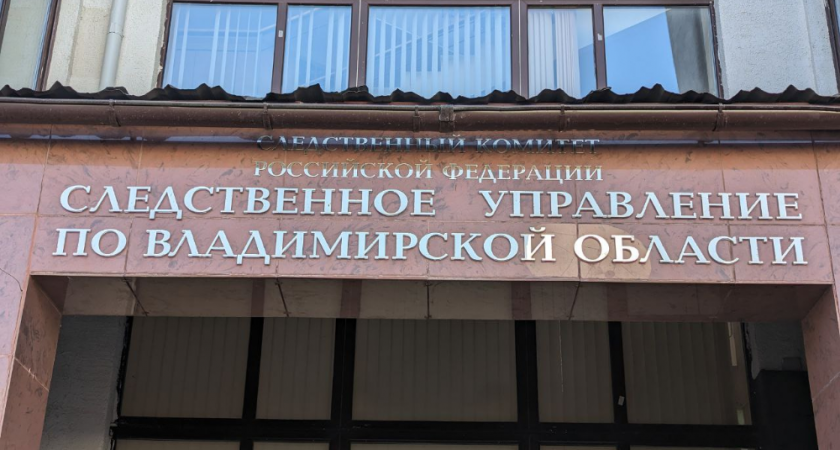 СЛЕДСТВЕННЫЙ КОМИТЕТ
РОССИЙСКОЙ ФЕДЕРАЦИИ
СЛЕДСТВЕННОЕ УПРАВЛЕНИЕ
ПО ВЛАДИМИРСКОЙ ОБЛАСТИ